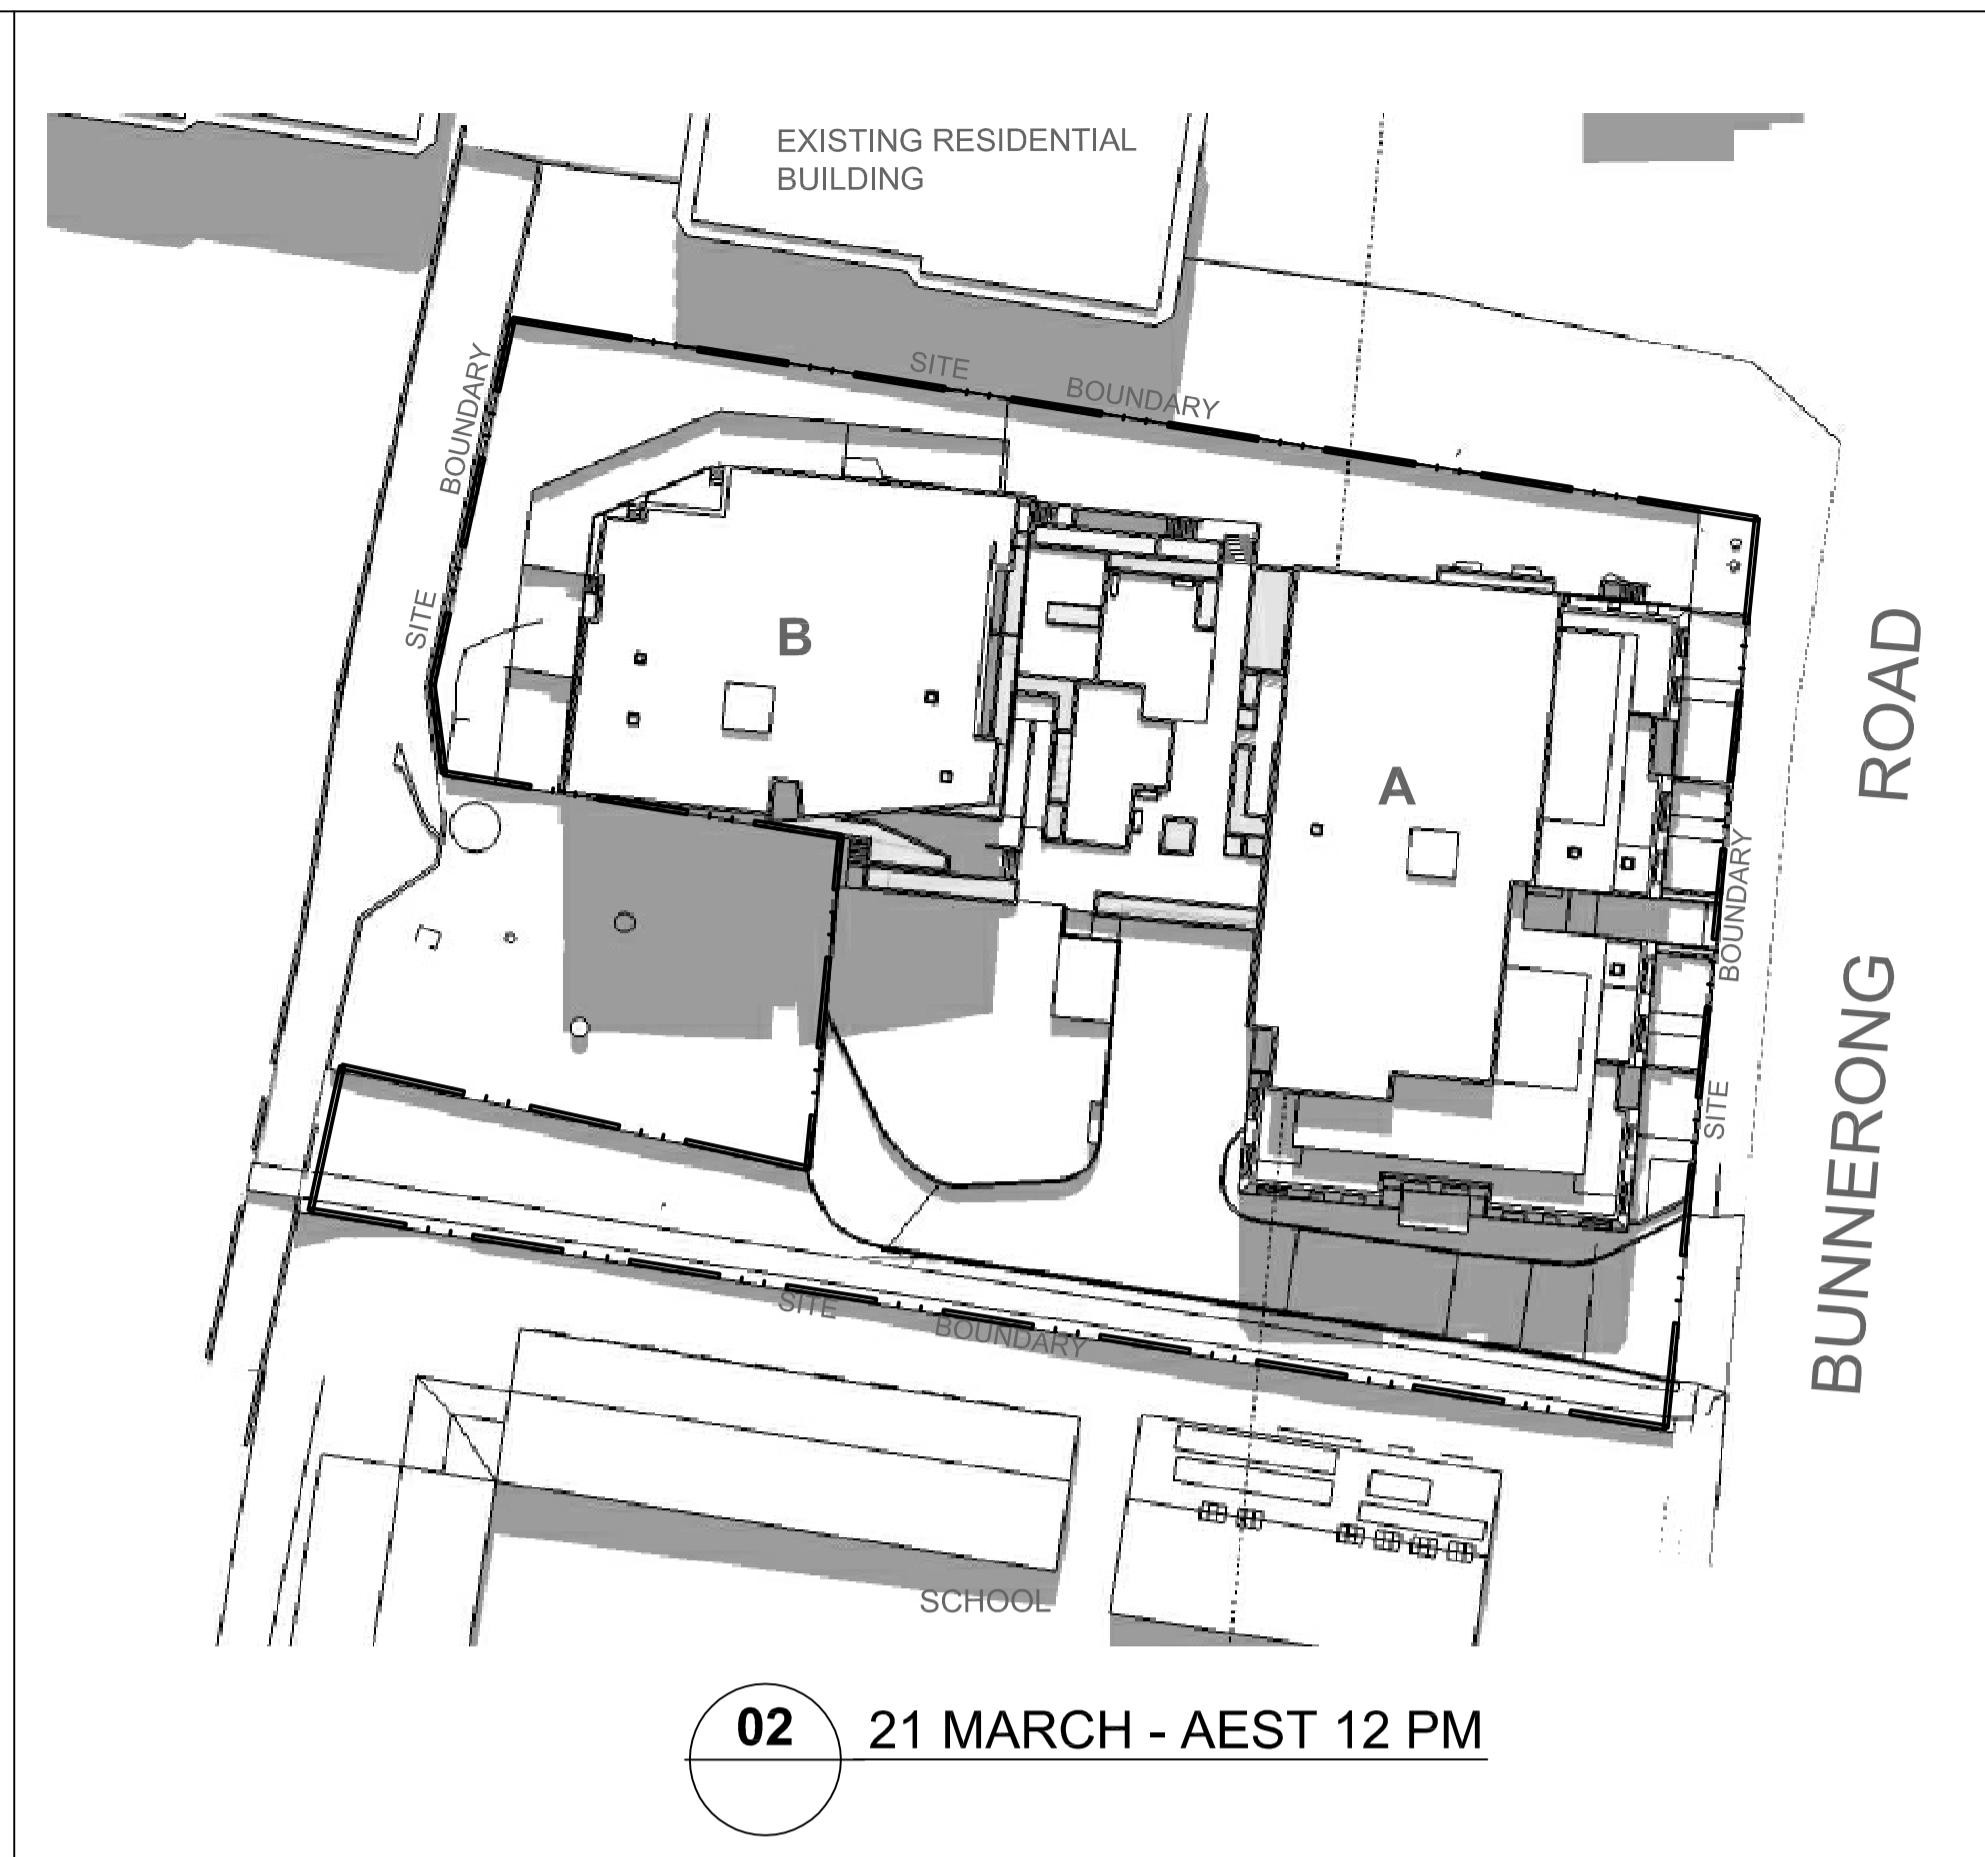 EXISTING RESIDENTIAL
BUILDING
SITE BOUNDARY
SITE BOUNDARY
B
A
BUNNERONG ROAD
SITE BOUNDARY
SITE BOUNDARY
SCHOOL
02 21 MARCH - AEST 12 PM